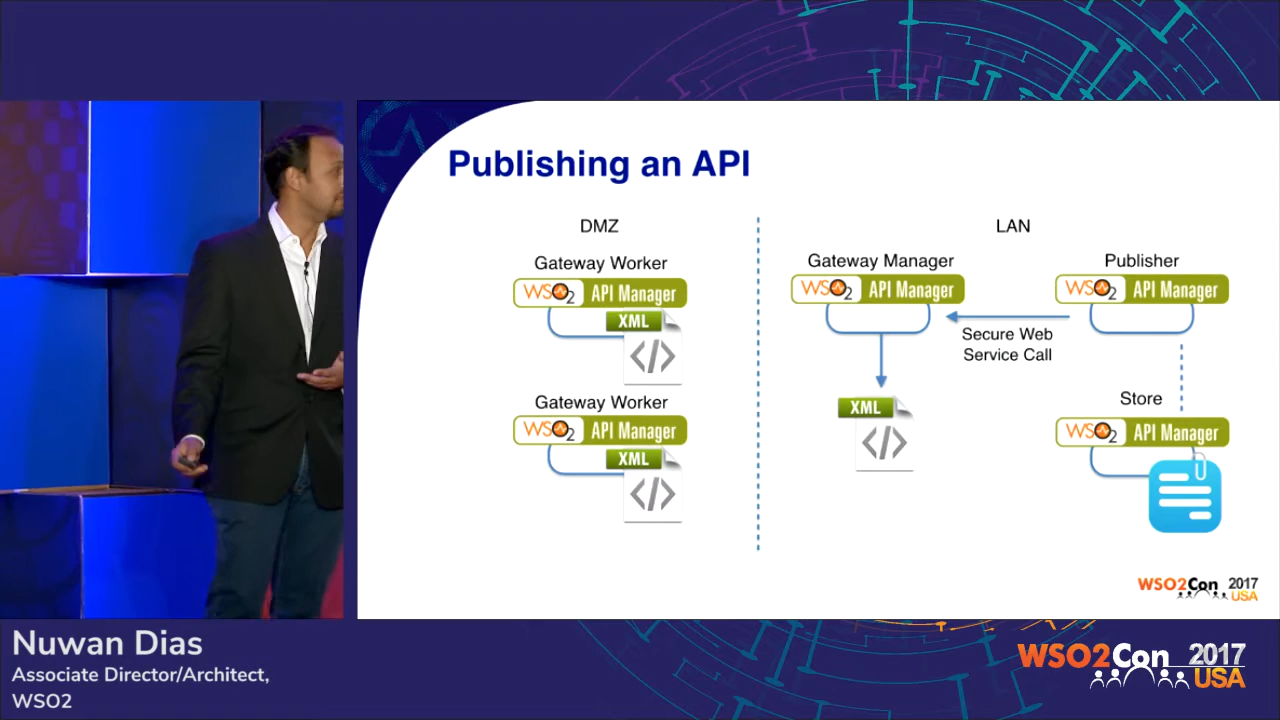 Publishing an API
DMZ
Gateway Worker
WSO2 API Manager
XML
</>
Gateway Worker
WSO2 API Manager
XML
</>
LAN
Gateway Manager
WSO2 API Manager
XML
</>
Publisher
WSO2 API Manager
Secure Web
Service Call
Store
WSO2 API Manager
WSO2Con 2017
USA
Nuwan Dias
Associate Director/Architect,
WSO2
WSO2Con 2017
USA